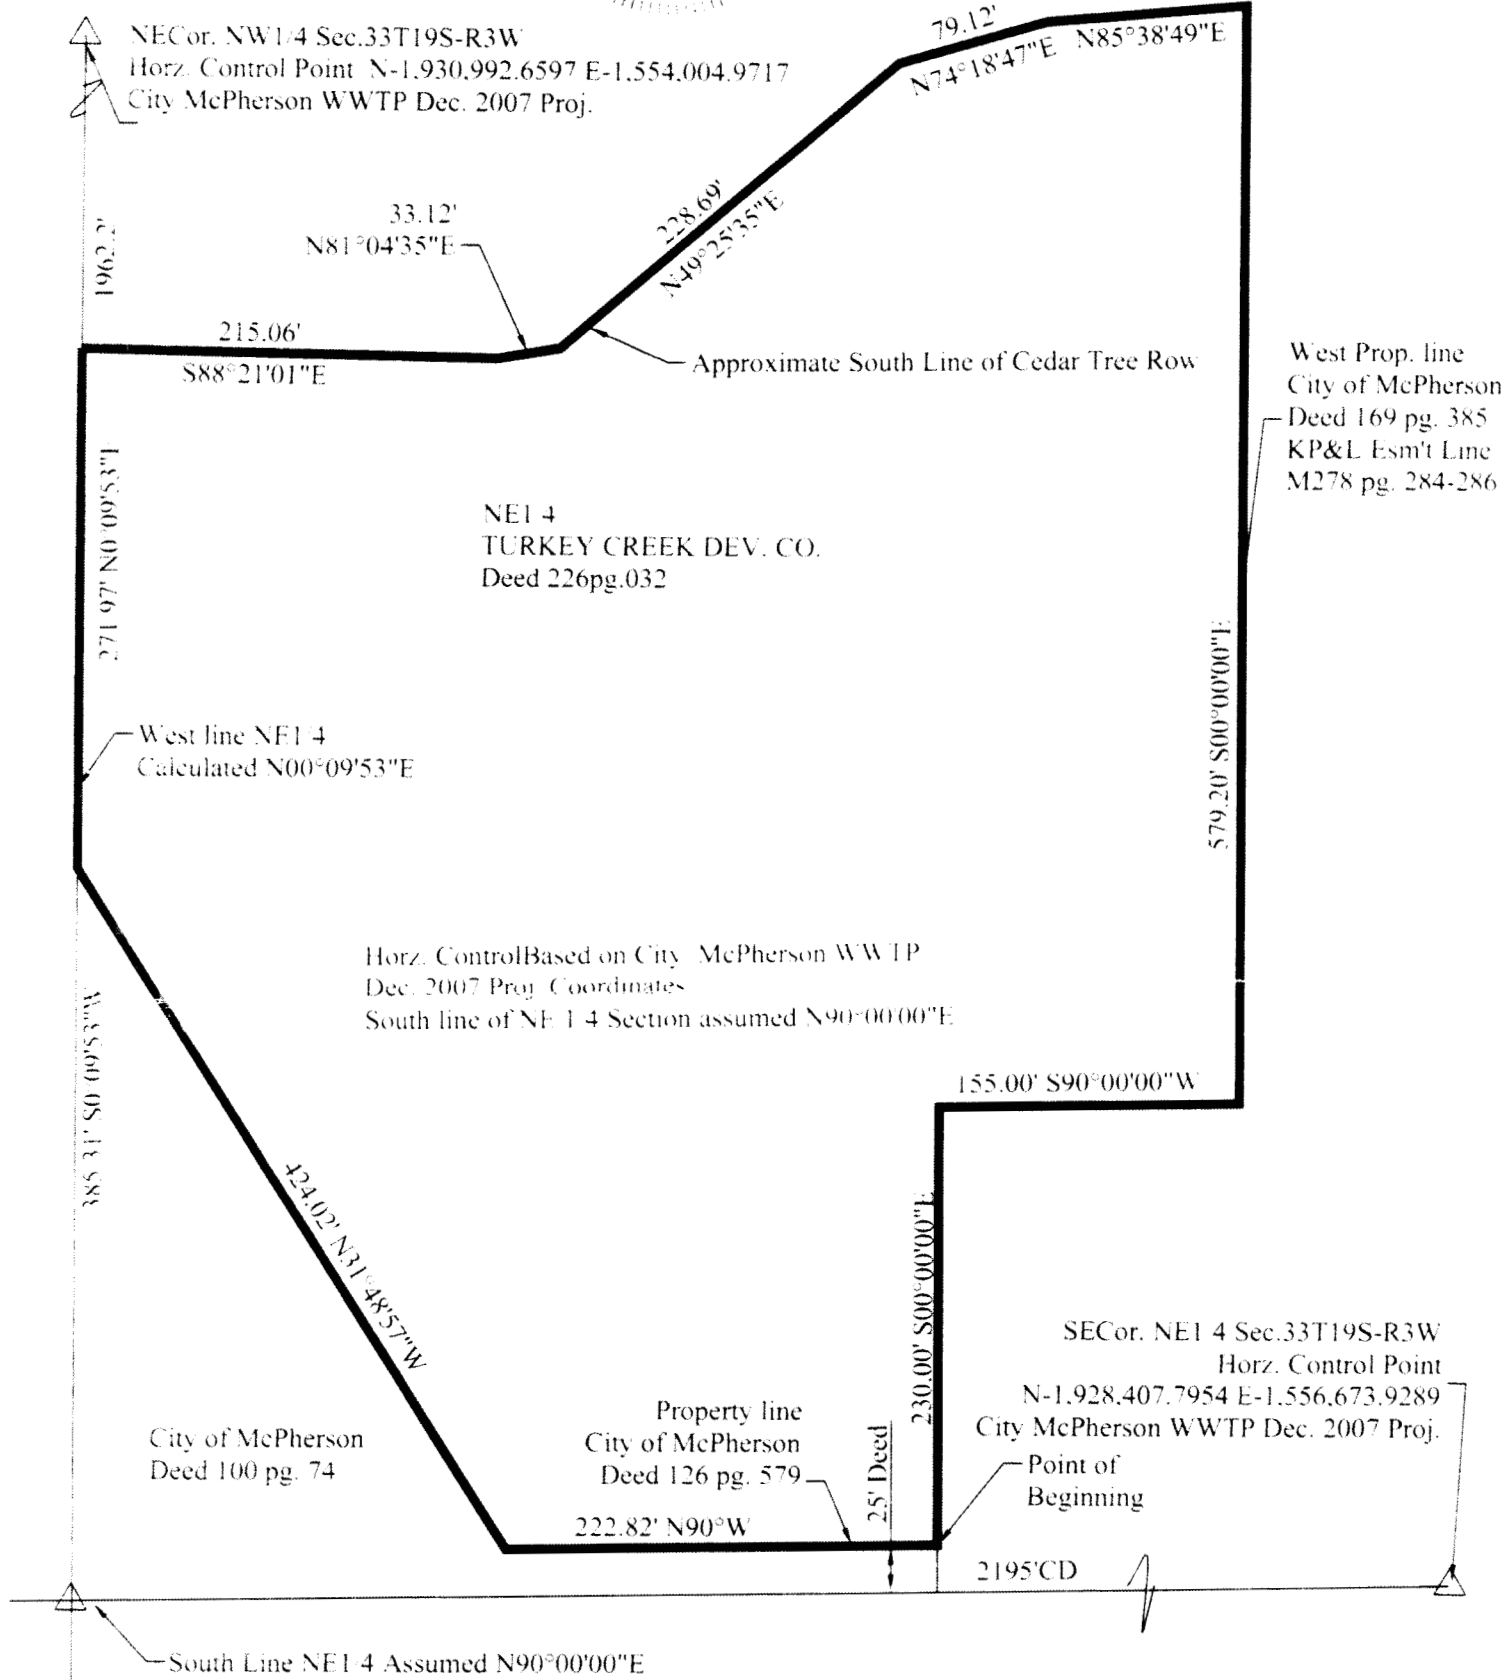 NECor. NW1/4 Sec.33T19S-R3W
Horz. Control Point N-1,930,992.6597 E-1,554,004.9717
City McPherson WWTP Dec. 2007 Proj.
79.12'
N74°18'47"E
N85°38'49"E
1962.2'
33.12'
N81°04'35"E
228.69'
N49°25'35"E
215.06'
S88°21'01"E
Approximate South Line of Cedar Tree Row
West Prop. line
City of McPherson
Deed 169 pg. 385
KP&L Esm't Line
M278 pg. 284-286
271.97' N0°09'53"E
NE1 4
TURKEY CREEK DEV. CO.
Deed 226pg.032
579.20' S00°00'00"E
West line NE1/4
Calculated N00°09'53"E
Horz. ControlBased on City McPherson WWTP
Dec. 2007 Proj. Coordinates
South line of NE 1 4 Section assumed N90°00'00"E
385.31' S0°09'53"W
155.00' S90°00'00"W
424.02' N31°48'57"W
230.00' S00°00'00"E
SECor. NE1 4 Sec.33T19S-R3W
Horz. Control Point
N-1,928,407.7954 E-1,556,673.9289
City McPherson WWTP Dec. 2007 Proj.
City of McPherson
Deed 100 pg. 74
Property line
City of McPherson
Deed 126 pg. 579
25' Deed
Point of
Beginning
222.82' N90°W
2195'CD
South Line NE1/4 Assumed N90°00'00"E